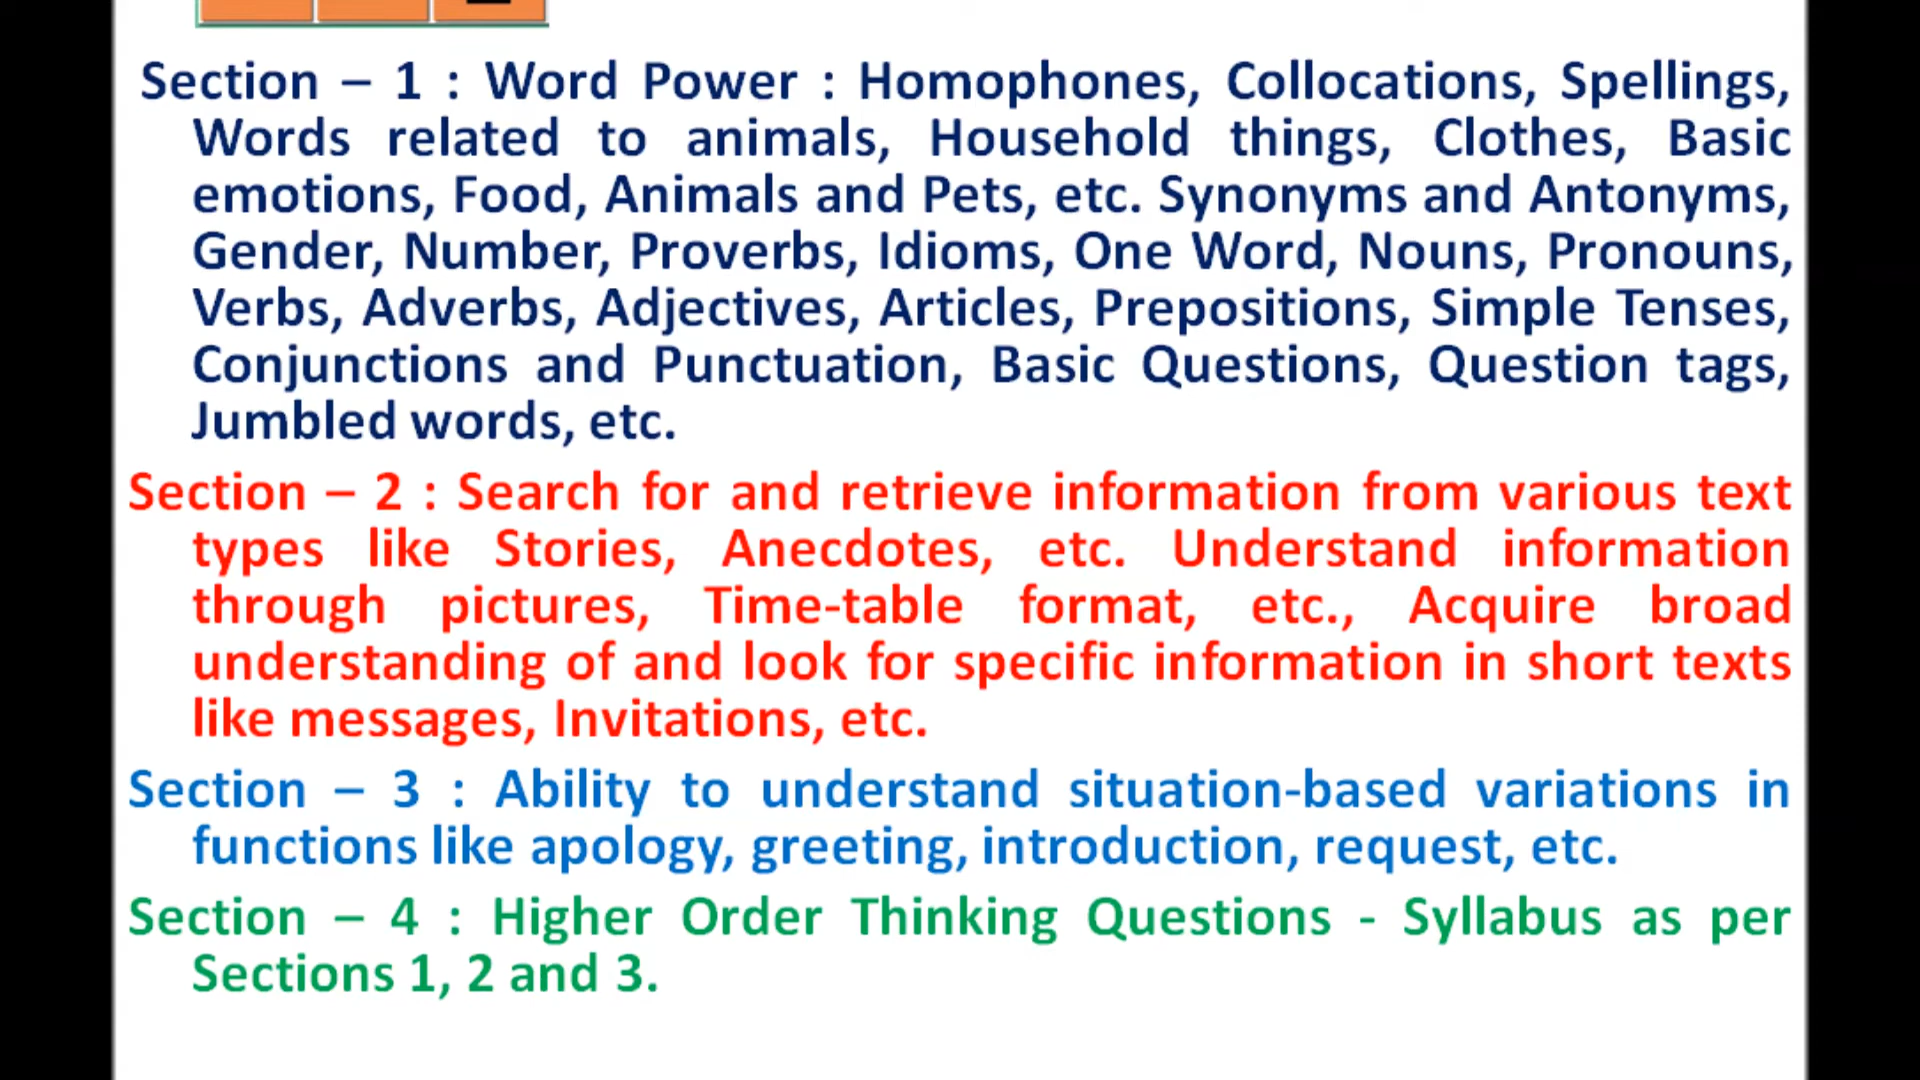 Section – 1 : Word Power : Homophones, Collocations, Spellings,
Words related to animals, Household things, Clothes, Basic
emotions, Food, Animals and Pets, etc. Synonyms and Antonyms,
Gender, Number, Proverbs, Idioms, One Word, Nouns, Pronouns,
Verbs, Adverbs, Adjectives, Articles, Prepositions, Simple Tenses,
Conjunctions and Punctuation, Basic Questions, Question tags,
Jumbled words, etc.
Section – 2 : Search for and retrieve information from various text
types like Stories, Anecdotes, etc. Understand information
through pictures, Time-table format, etc., Acquire broad
understanding of and look for specific information in short texts
like messages, Invitations, etc.
Section – 3 : Ability to understand situation-based variations in
functions like apology, greeting, introduction, request, etc.
Section – 4 : Higher Order Thinking Questions - Syllabus as per
Sections 1, 2 and 3.